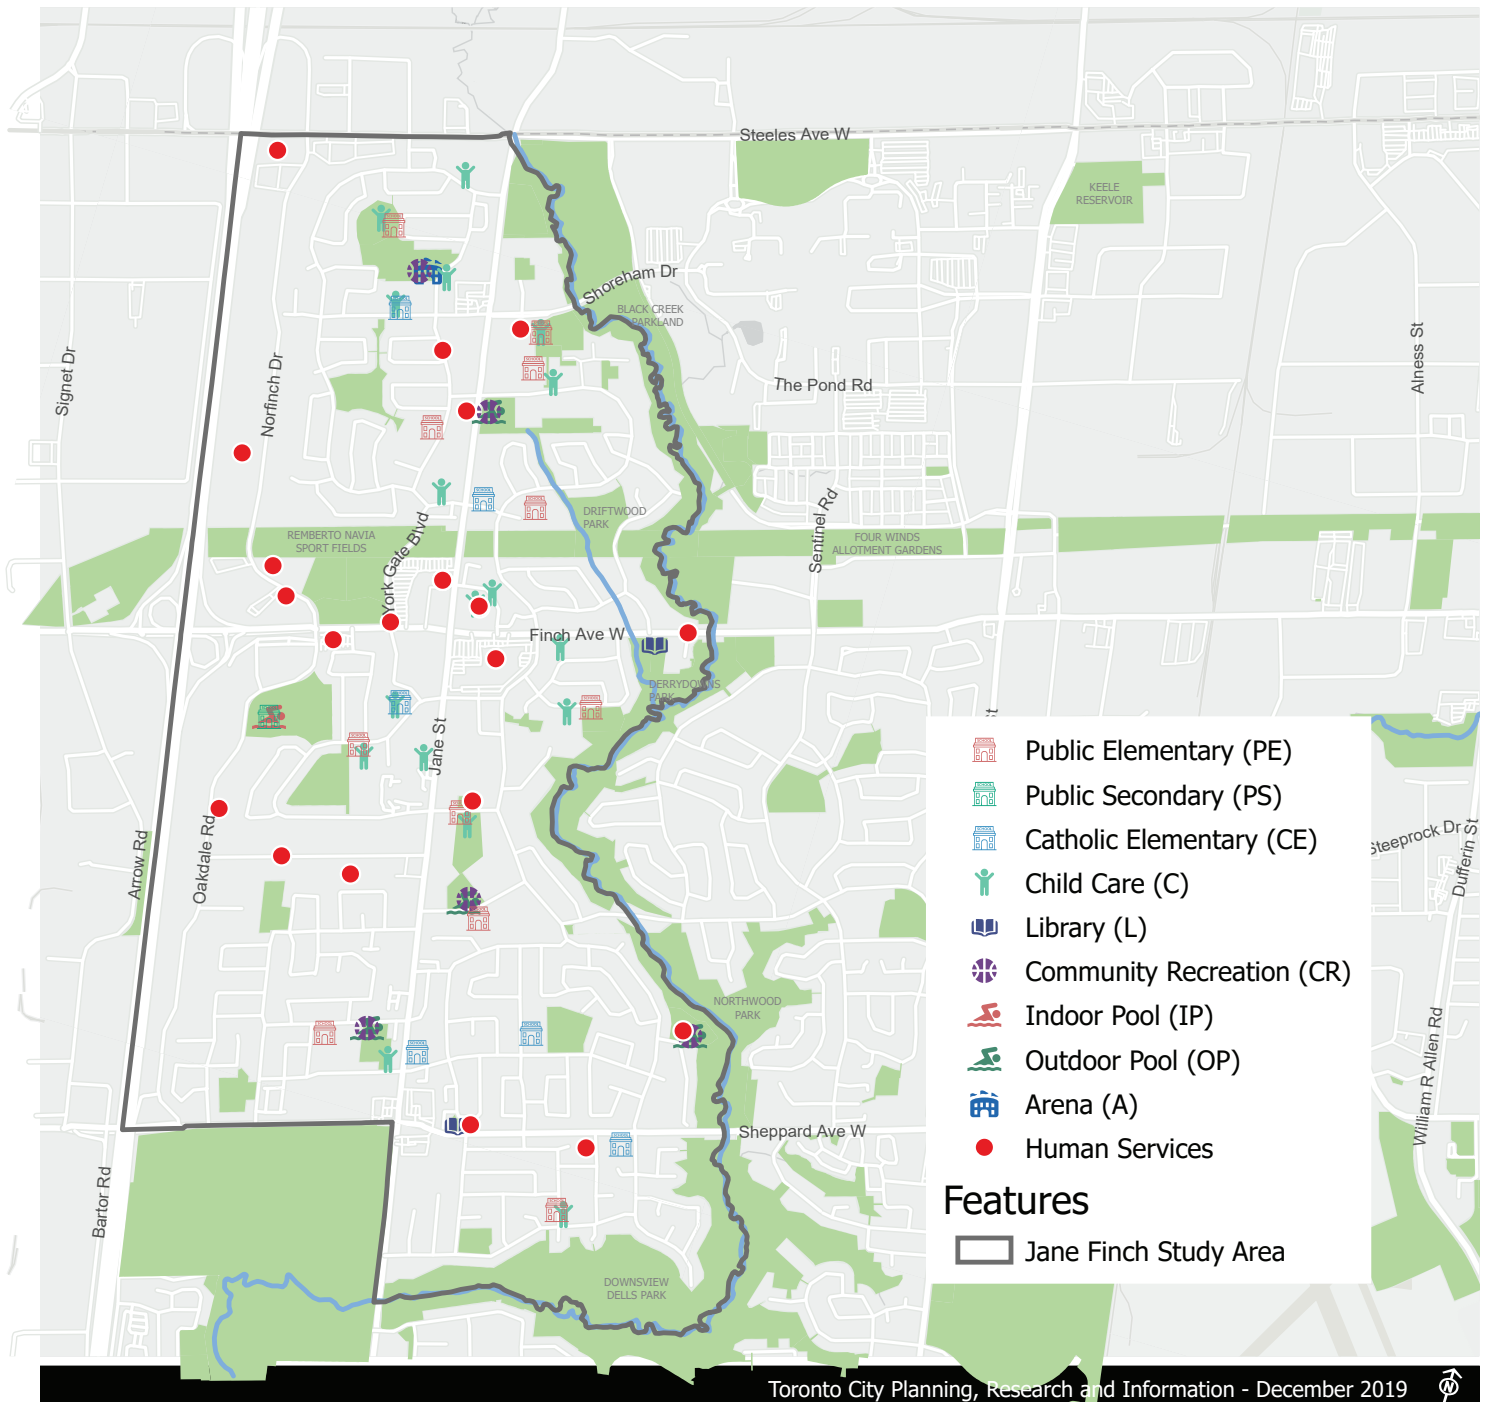 Steeles Ave W
KEELE
RESERVOIR
Shoreham Dr
BLACK CREEK
PARKLAND
Signet Dr
Norfinch Dr
The Pond Rd
Alness St
DRIFTWOOD
PARK
REMBERTO NAVIA
SPORT FIELDS
York Gate Blvd
Sentinel Rd
FOUR WINDS
ALLOTMENT GARDENS
Finch Ave W
DERRYDOWNS
PARK
Jane St
St
Public Elementary (PE)
Public Secondary (PS)
Catholic Elementary (CE)
Child Care (C)
Library (L)
Community Recreation (CR)
Indoor Pool (IP)
Outdoor Pool (OP)
Arena (A)
Human Services
Features
Jane Finch Study Area
Steeprock Dr
Dufferin St
Arrow Rd
Oakdale Rd
NORTHWOOD
PARK
William R Allen Rd
Sheppard Ave W
Bartor Rd
DOWNSVIEW
DELLS PARK
Toronto City Planning, Research and Information - December 2019
N